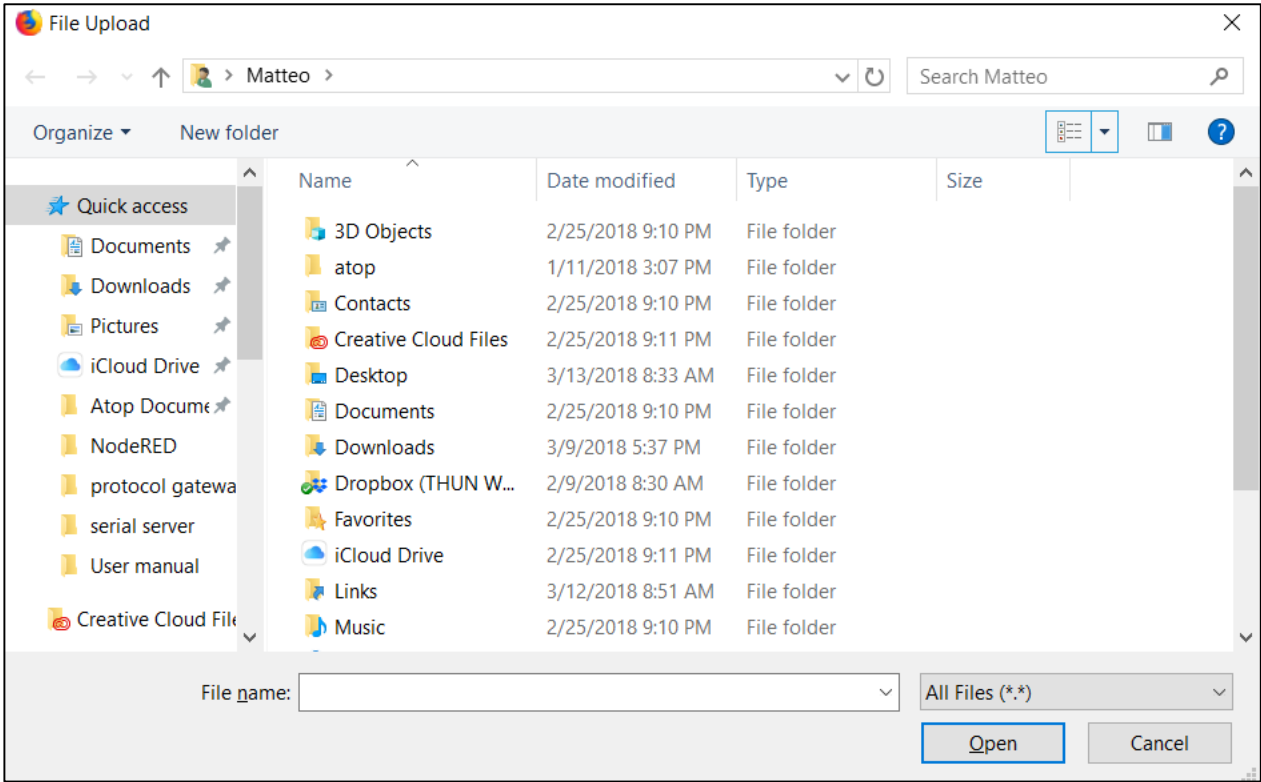 File Upload
Matteo
Search Matteo
Organize
New folder
?
Name Date modified Type Size
Quick access
Documents
Downloads
Pictures
iCloud Drive
Atop Docume
NodeRED
protocol gatewa
serial server
User manual
Creative Cloud File
3D Objects 2/25/2018 9:10 PM File folder
atop 1/11/2018 3:07 PM File folder
Contacts 2/25/2018 9:10 PM File folder
Creative Cloud Files 2/25/2018 9:11 PM File folder
Desktop 3/13/2018 8:33 AM File folder
Documents 2/25/2018 9:10 PM File folder
Downloads 3/9/2018 5:37 PM File folder
Dropbox (THUN W... 2/9/2018 8:30 AM File folder
Favorites 2/25/2018 9:10 PM File folder
iCloud Drive 2/25/2018 9:11 PM File folder
Links 3/12/2018 8:51 AM File folder
Music 2/25/2018 9:10 PM File folder
File name:
All Files (*.*)
Open
Cancel